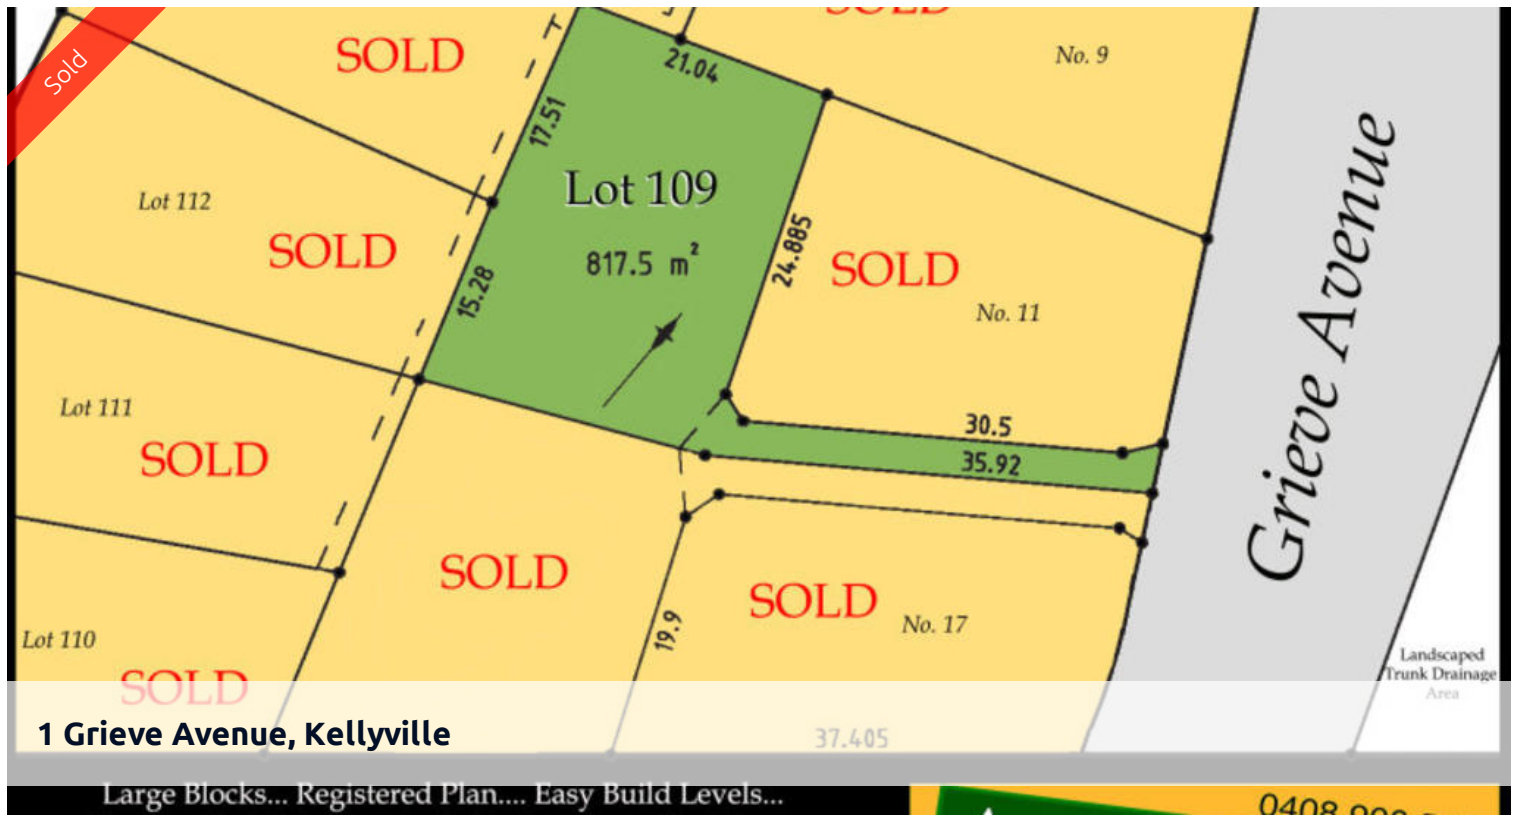 SOLD
SOLD
No. 9
Sold
21.04
17.51
Lot 109
817.5 m²
Lot 112
SOLD
15.28
24.885
SOLD
No. 11
Grieve Avenue
Lot 111
SOLD
30.5
35.92
SOLD
SOLD
No. 17
19.9
Lot 110
SOLD
Landscaped
Trunk Drainage
Area
1 Grieve Avenue, Kellyville
37.405
Large Blocks... Registered Plan.... Easy Build Levels...
0408